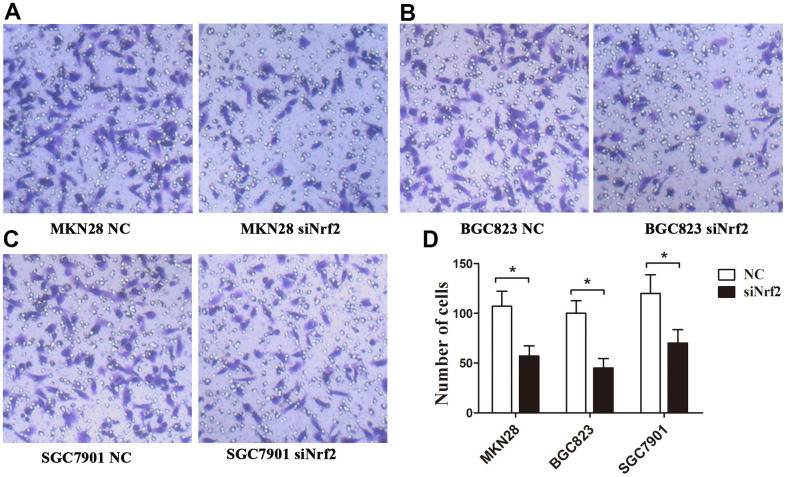 A
B
MKN28 NC
MKN28 siNrf2
BGC823 NC
BGC823 siNrf2
C
D
SGC7901 NC
SGC7901 siNrf2
Number of cells
150
100
50
0
*
*
*
NC
siNrf2
MKN28
BGC823
SGC7901